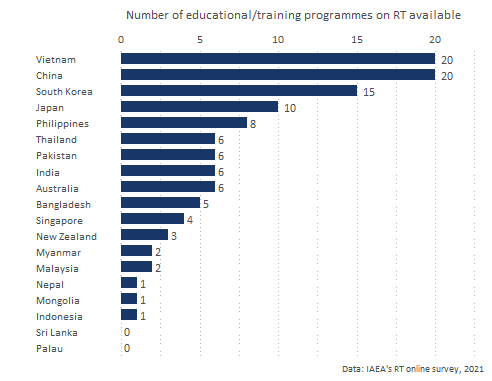 Number of educational/training programmes on RT available
0 5 10 15 20
Vietnam 20
China 20
South Korea 15
Japan 10
Philippines 8
Thailand 6
Pakistan 6
India 6
Australia 6
Bangladesh 5
Singapore 4
New Zealand 3
Myanmar 2
Malaysia 2
Nepal 1
Mongolia 1
Indonesia 1
Sri Lanka 0
Palau 0
Data: IAEA's RT online survey, 2021